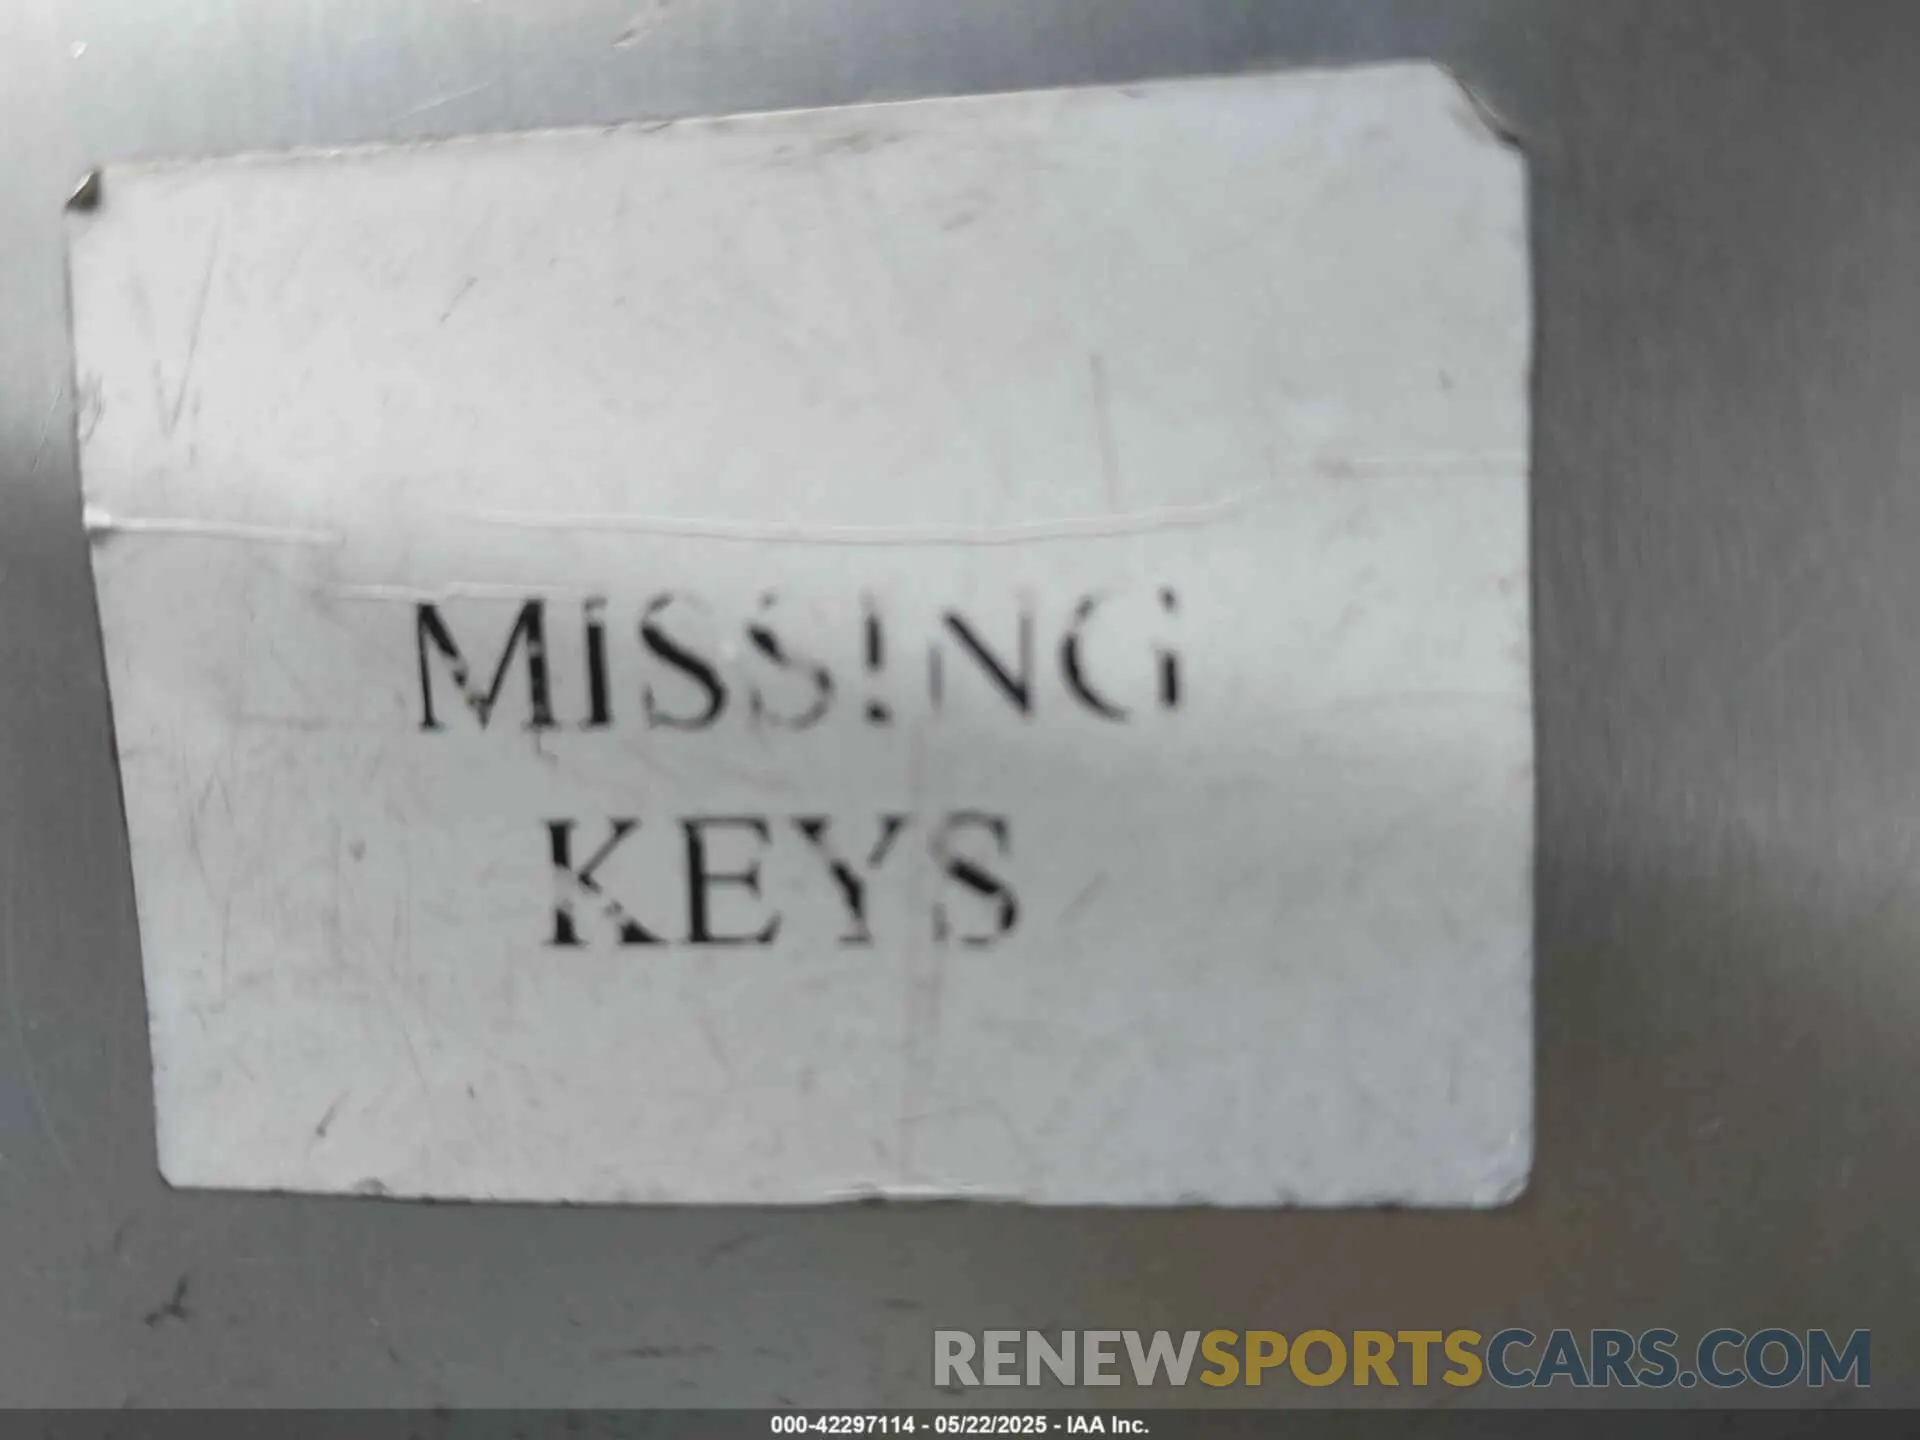 MISSING
KEYS
RENEWSPORTSCARS.COM
000-42297114 - 05/22/2025 - IAA Inc.